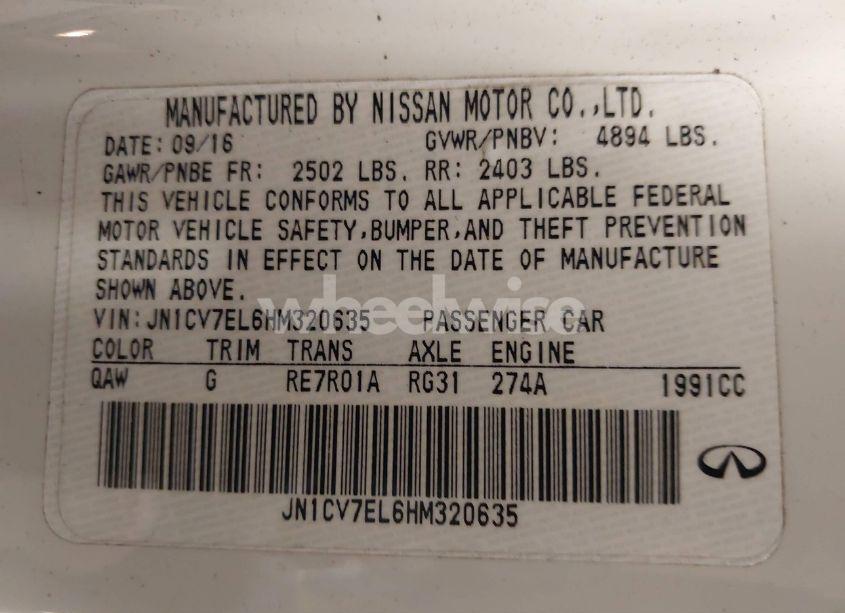 MANUFACTURED BY NISSAN MOTOR CO.,LTD.
DATE: 09/16 GVWR/PNBV: 4894 LBS.
GAWR/PNBE FR: 2502 LBS. RR: 2403 LBS.
THIS VEHICLE CONFORMS TO ALL APPLICABLE FEDERAL
MOTOR VEHICLE SAFETY,BUMPER,AND THEFT PREVENTION
STANDARDS IN EFFECT ON THE DATE OF MANUFACTURE
SHOWN ABOVE.
wheelwise
VIN:JN1CV7EL6HM320635 PASSENGER CAR
COLOR TRIM TRANS AXLE ENGINE
QAW G RE7R01A RG31 274A 1991CC
JN1CV7EL6HM320635